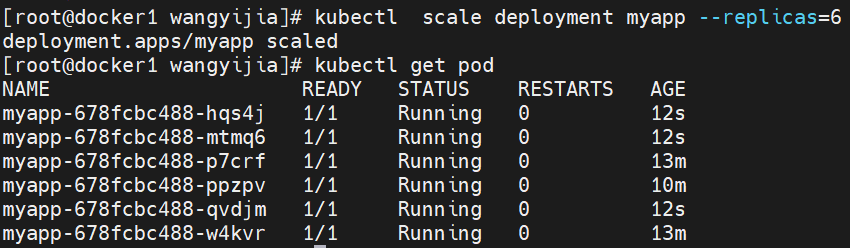 [root@docker1 wangyijia]# kubectl  scale deployment myapp --replicas=6
deployment.apps/myapp scaled
[root@docker1 wangyijia]# kubectl get pod
NAME                     READY   STATUS    RESTARTS   AGE
myapp-678fcbc488-hqs4j   1/1     Running   0          12s
myapp-678fcbc488-mtmq6   1/1     Running   0          12s
myapp-678fcbc488-p7crf   1/1     Running   0          13m
myapp-678fcbc488-ppzpv   1/1     Running   0          10m
myapp-678fcbc488-qvdjm   1/1     Running   0          12s
myapp-678fcbc488-w4kvr   1/1     Running   0          13m